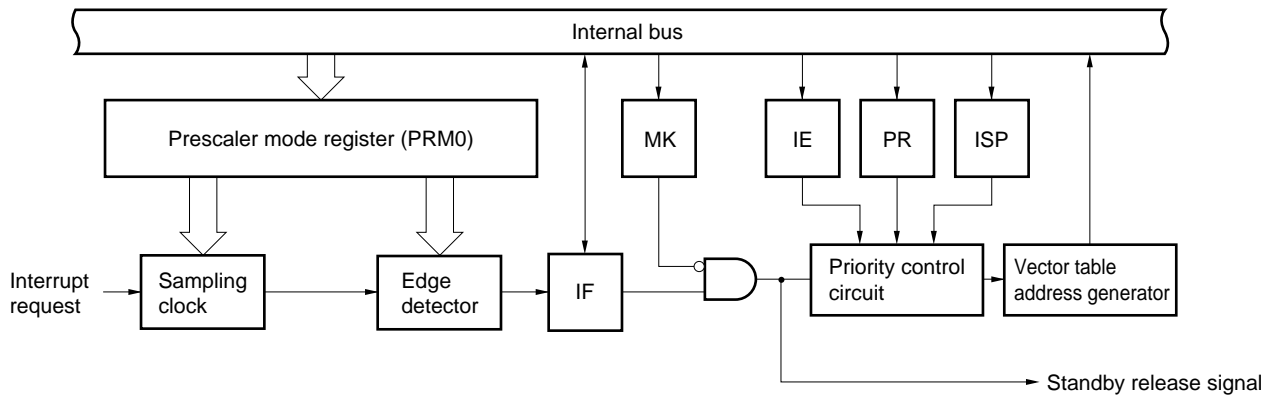 Internal bus
Prescaler mode register (PRM0)
MK
IE
PR
ISP
Interrupt
request
Sampling
clock
Edge
detector
IF
Priority control
circuit
Vector table
address generator
Standby release signal